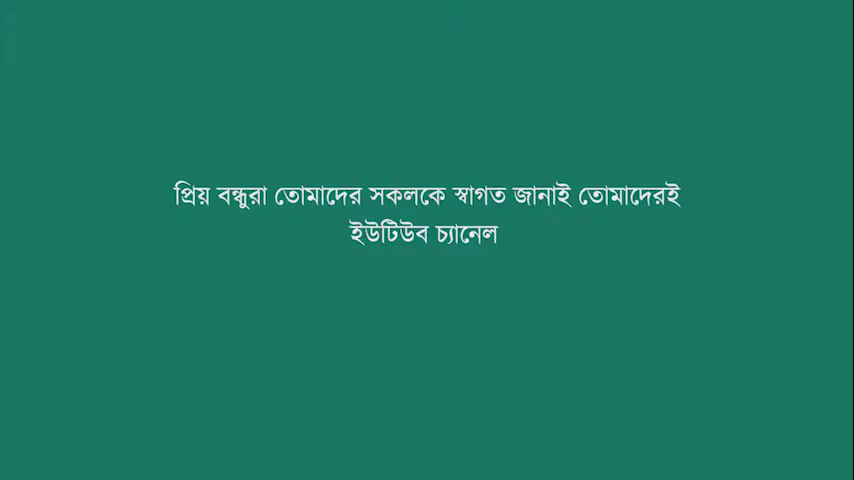 প্রিয় বন্ধুরা তোমাদের সকলকে স্বাগত জানাই তোমাদেরই
ইউটিউব চ্যানেল